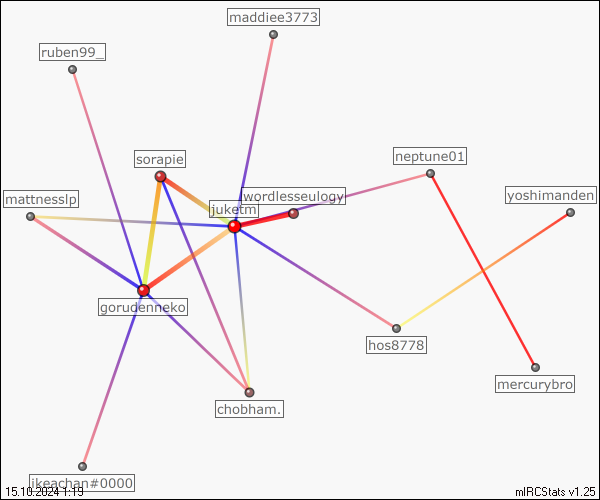 maddiee3773
ruben99_
sorapie
neptune01
mattnesslp
wordlesseulogy
yoshimanden
juketm
gorudenneko
hos8778
mercurybro
chobham.
ikeachan#0000
15.10.2024 1:19
mIRCStats v1.25